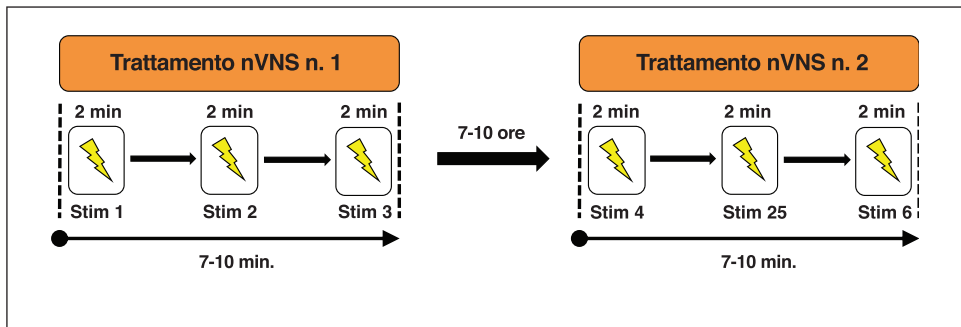 Trattamento nVNS n. 1
2 min 2 min 2 min
Stim 1 Stim 2 Stim 3
7-10 min.
7-10 ore
Trattamento nVNS n. 2
2 min 2 min 2 min
Stim 4 Stim 25 Stim 6
7-10 min.